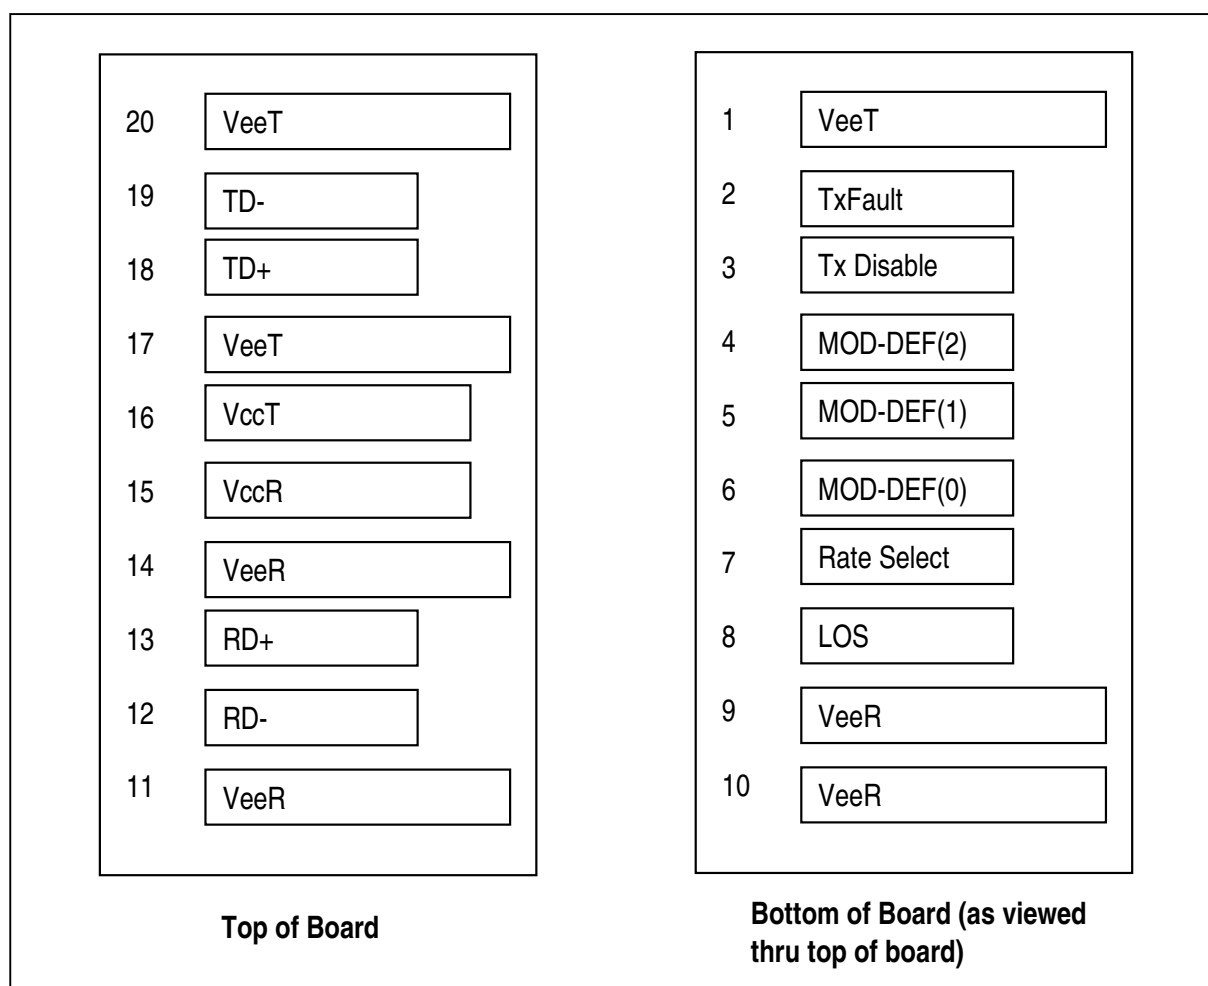 20 VeeT
19 TD-
18 TD+
17 VeeT
16 VccT
15 VccR
14 VeeR
13 RD+
12 RD-
11 VeeR
Top of Board
1 VeeT
2 TxFault
3 Tx Disable
4 MOD-DEF(2)
5 MOD-DEF(1)
6 MOD-DEF(0)
7 Rate Select
8 LOS
9 VeeR
10 VeeR
Bottom of Board (as viewed
thru top of board)